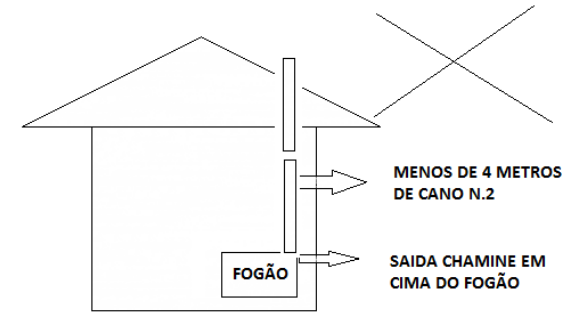 MENOS DE 4 METROS
DE CANO N.2
SAIDA CHAMINE EM
CIMA DO FOGÃO
FOGÃO